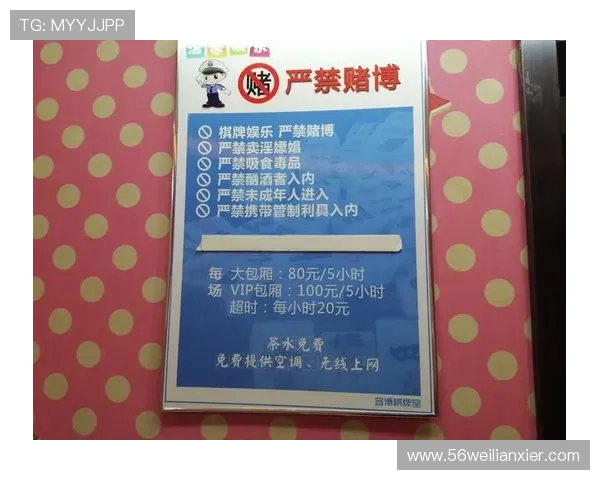 TG: MYYJJPP
赌 严禁赌博
棋牌娱乐 严禁赌博
严禁卖淫嫖娼
严禁吸食毒品
严禁酗酒者入内
严禁未成年人进入
严禁携带管制利具入内
每 大包厢：80元/5小时
场 VIP包厢：100元/5小时
超时：每小时20元
茶水免费
免费提供空调、无线上网
棋牌室
www.56weilianxier.com